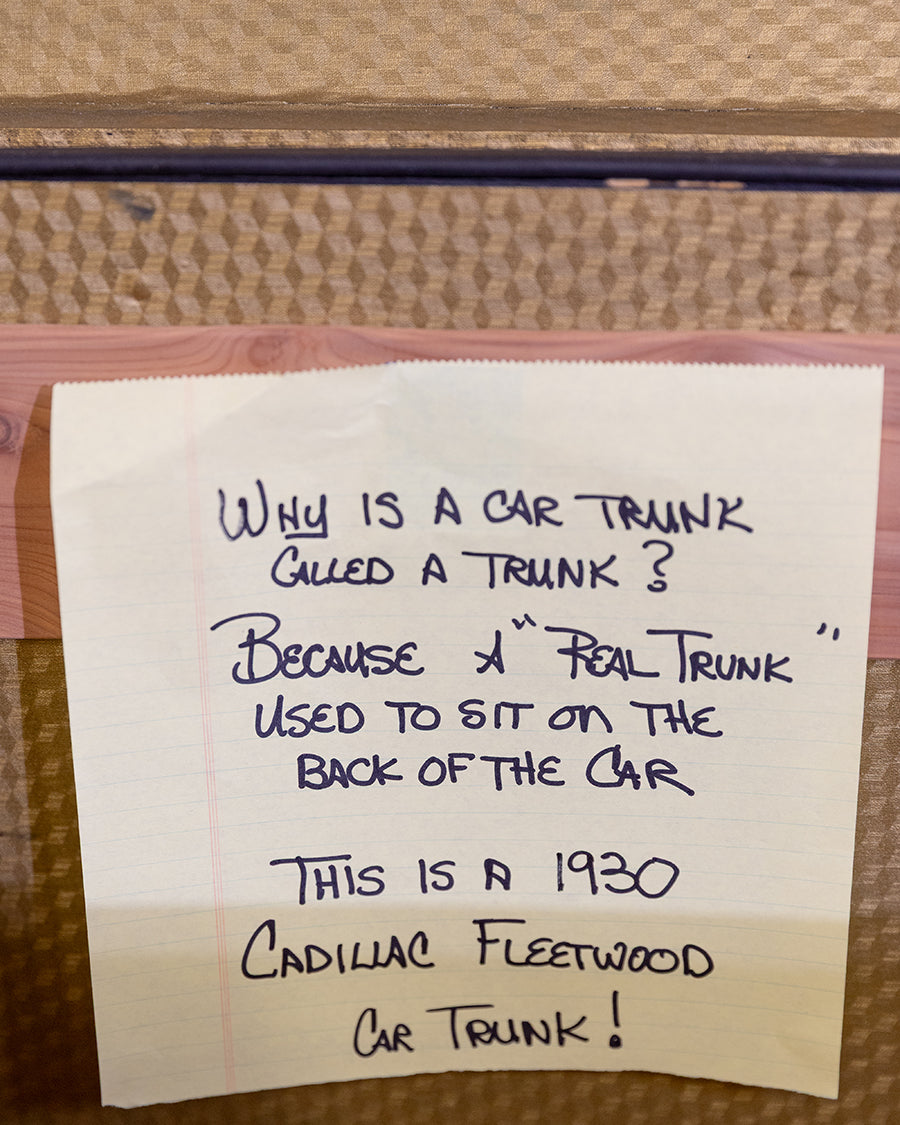 WHY IS A CAR TRUNK
CALLED A TRUNK ?
BECAUSE A "REAL TRUNK"
USED TO SIT ON THE
BACK OF THE CAR
THIS IS A 1930
CADILLAC FLEETWOOD
CAR TRUNK !